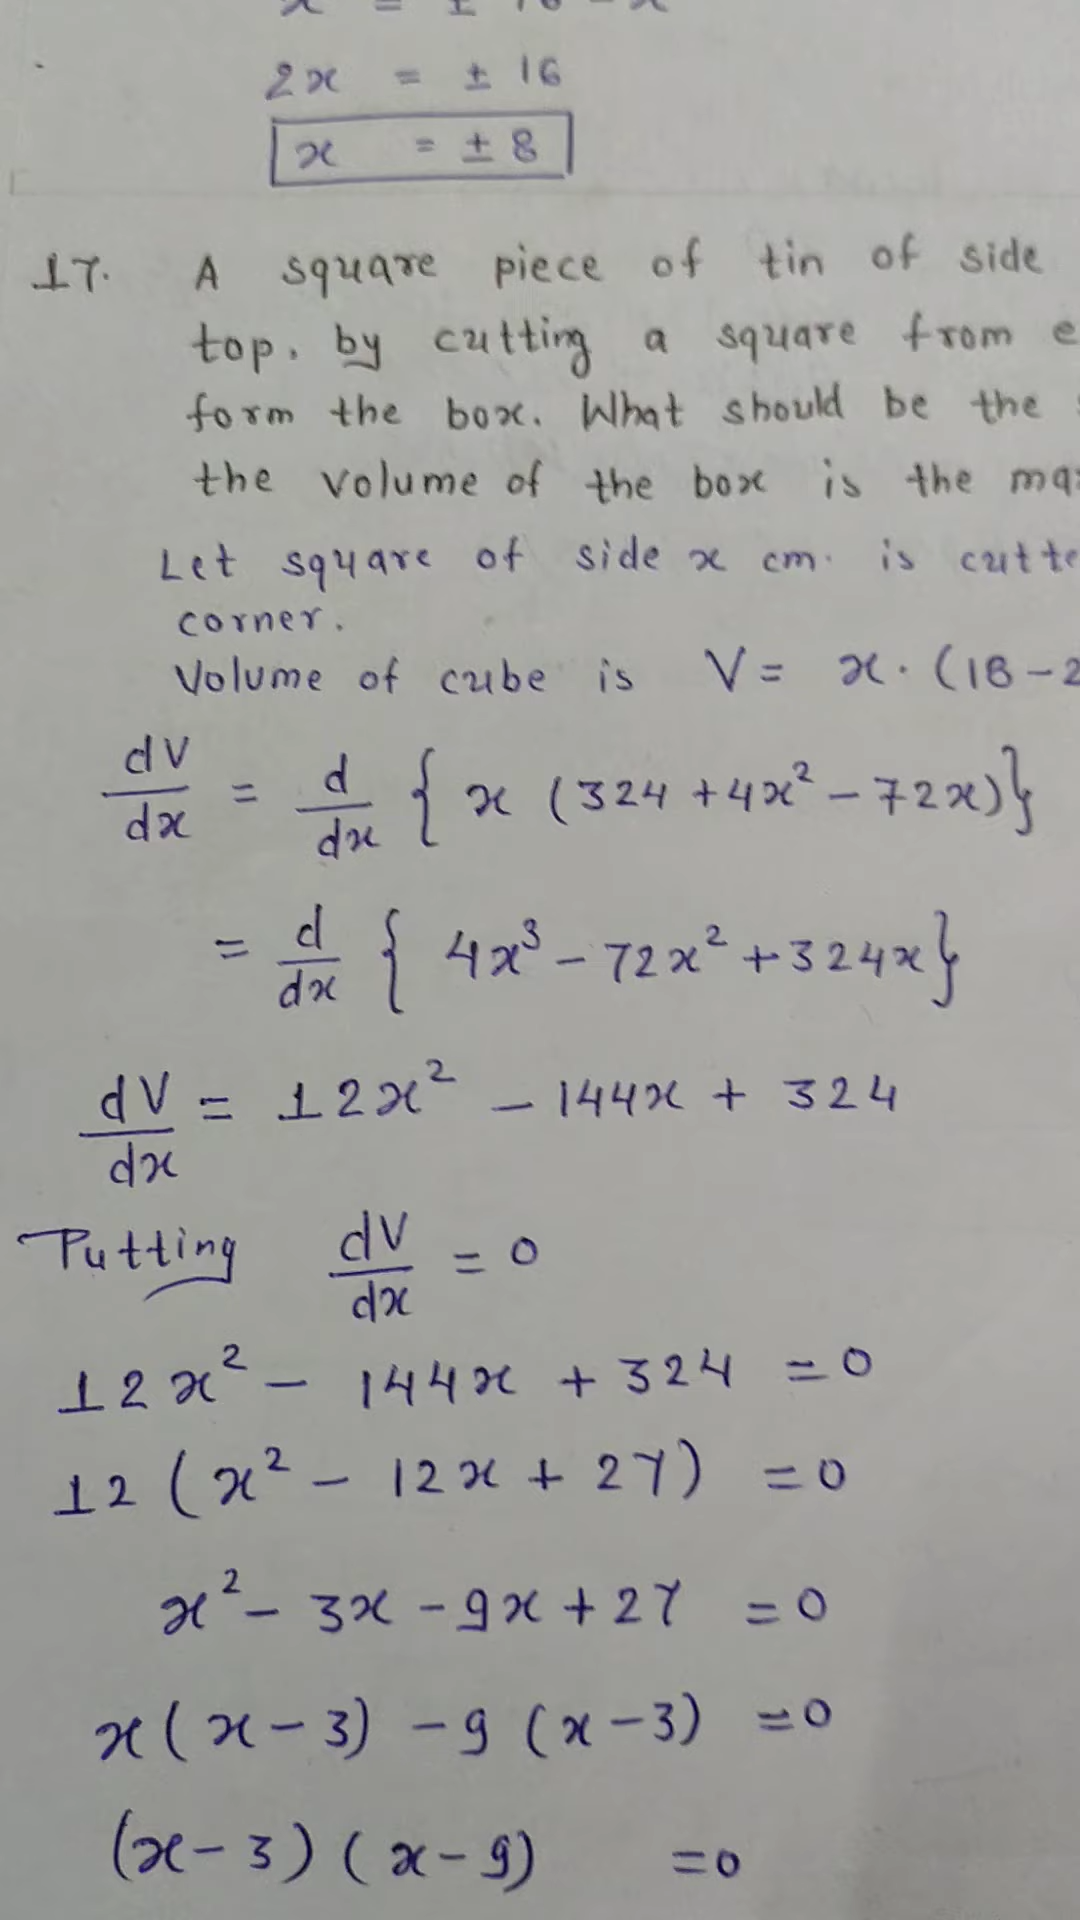 2x = ± 16
x = ± 8
17. A square piece of tin of side
top. by cutting a square from
form the box. What should be the
the volume of the box is the
Let square of side x cm. is
corner.
Volume of cube is V = x. (18-2
dV/dx = d/dx { x (324 + 4x² - 72x)}
= d/dx { 4x³ - 72x² + 324x}
dV/dx = 12x² - 144x + 324
Putting dV/dx = 0
12x² - 144x + 324 = 0
12 (x² - 12x + 27) = 0
x² - 3x - 9x + 27 = 0
x(x - 3) - 9 (x - 3) = 0
(x - 3) (x - 9) = 0